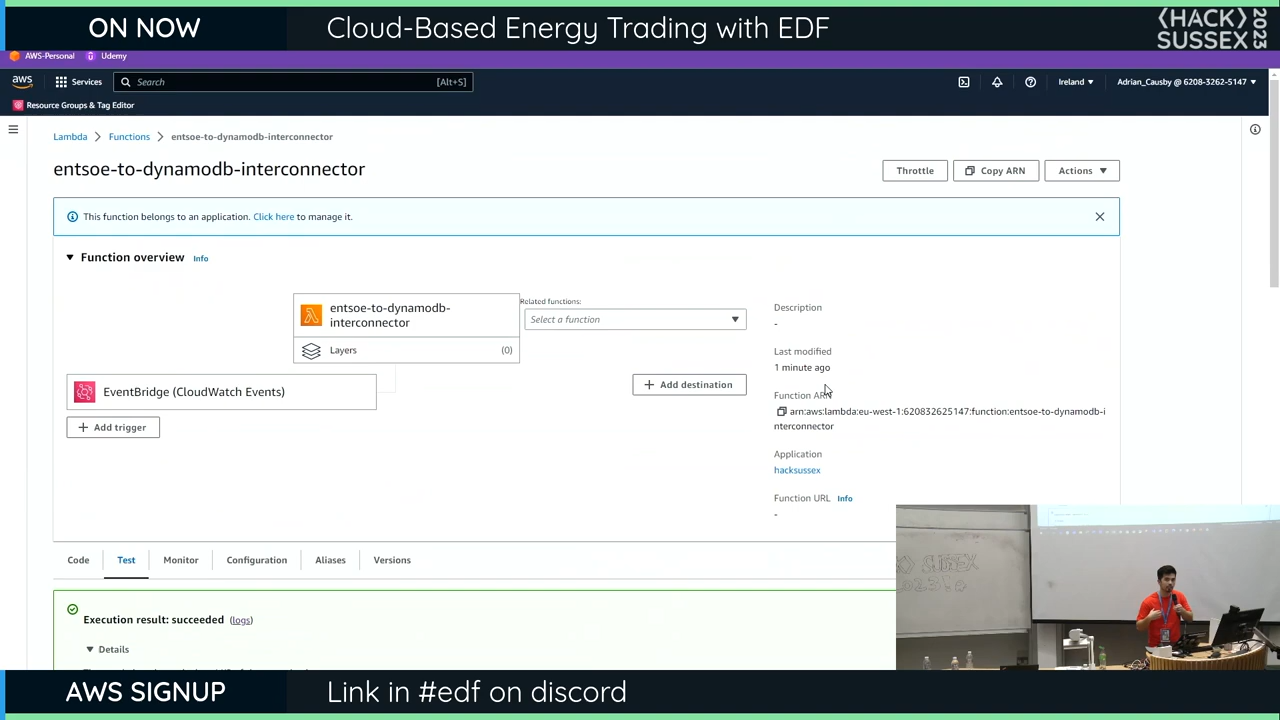 ON NOW
Cloud-Based Energy Trading with EDF
{HACK}
SUSSEX
2023
AWS-Personal
Udemy
aws
Services
Search
[Alt+S]
Ireland
Adrian_Causby @ 6208-3262-5147
Resource Groups & Tag Editor
Lambda
Functions
entsoe-to-dynamodb-interconnector
entsoe-to-dynamodb-interconnector
Throttle
Copy ARN
Actions
This function belongs to an application. Click here to manage it.
Function overview
Info
entsoe-to-dynamodb-
interconnector
Layers
(0)
Related functions:
Select a function
EventBridge (CloudWatch Events)
Add trigger
Add destination
Description
-
Last modified
1 minute ago
Function ARN
arn:aws:lambda:eu-west-1:620832625147:function:entsoe-to-dynamodb-i
nterconnector
Application
hacksussex
Function URL
Info
-
Code
Test
Monitor
Configuration
Aliases
Versions
Execution result: succeeded (logs)
Details
SUSSEX
AWS SIGNUP
Link in #edf on discord